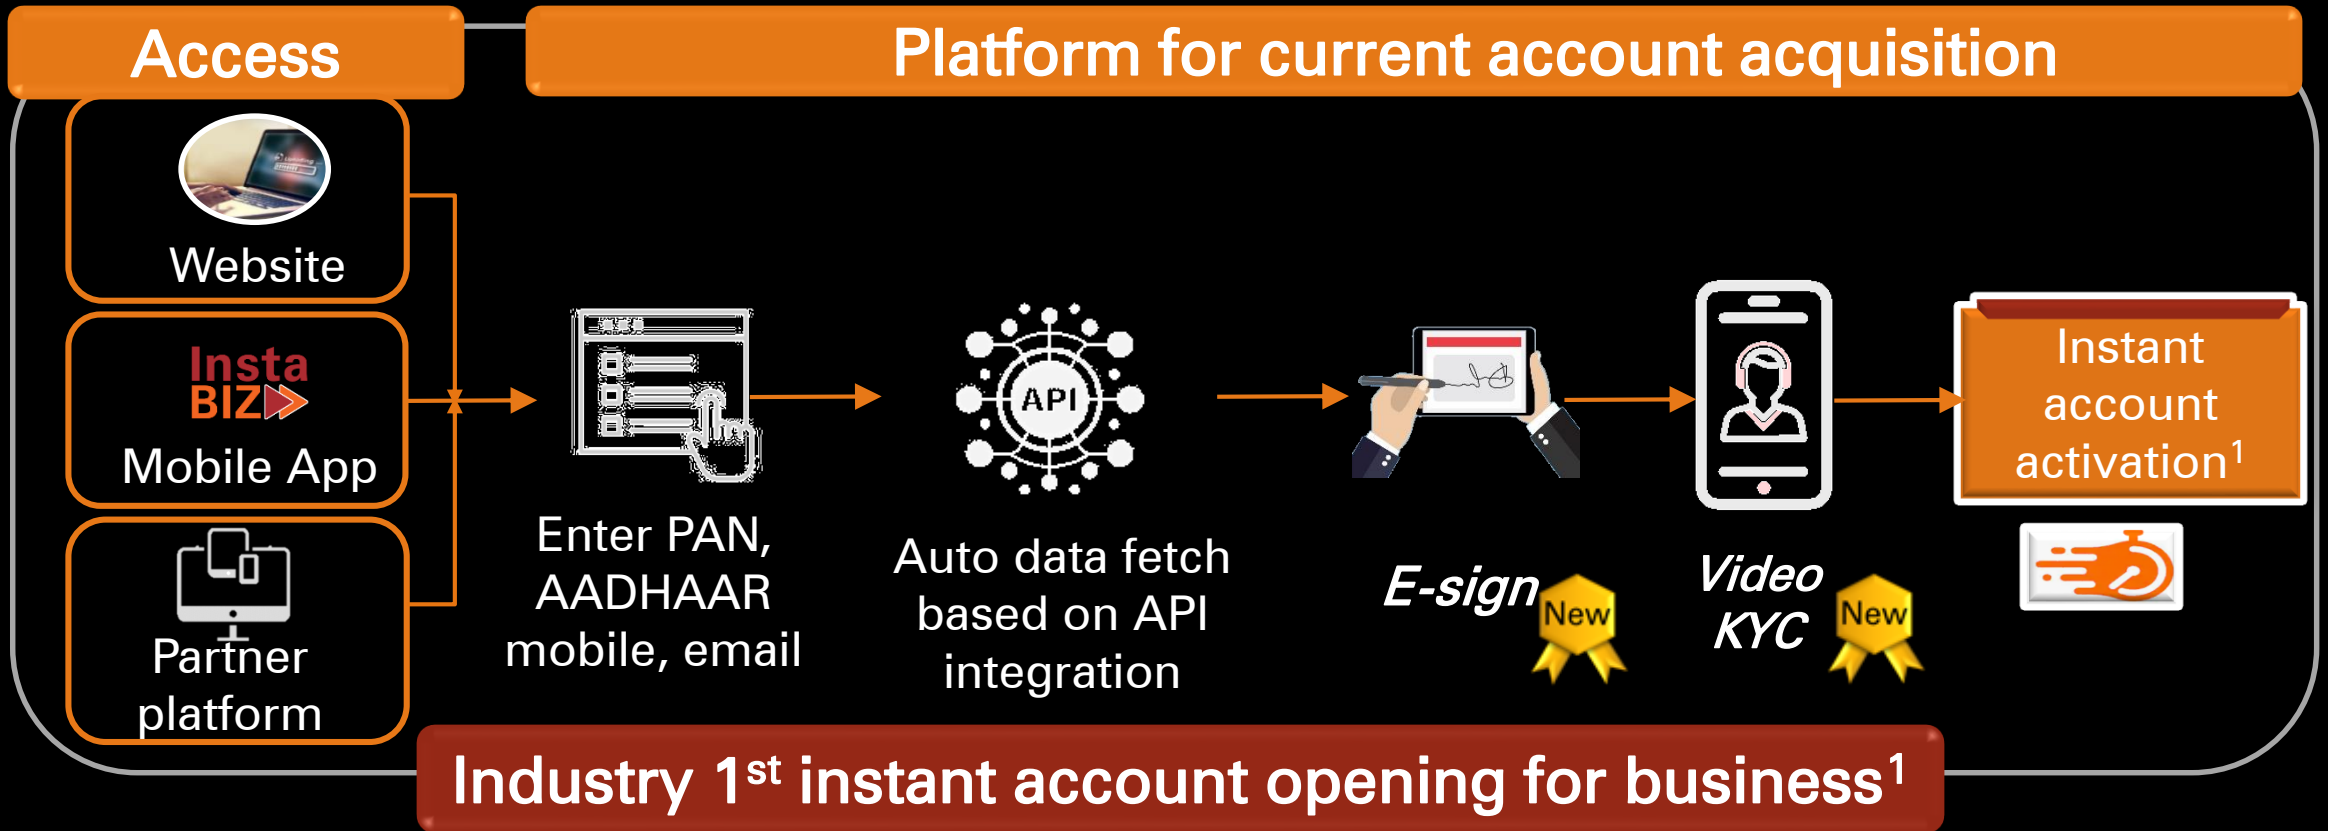 Access
Platform for current account acquisition
Website
Insta
BIZ
Mobile App
Partner
platform
Enter PAN,
AADHAAR
mobile, email
API
Auto data fetch
based on API
integration
E-sign
New
Video
KYC
New
Instant
account
activation¹
Industry 1st instant account opening for business¹